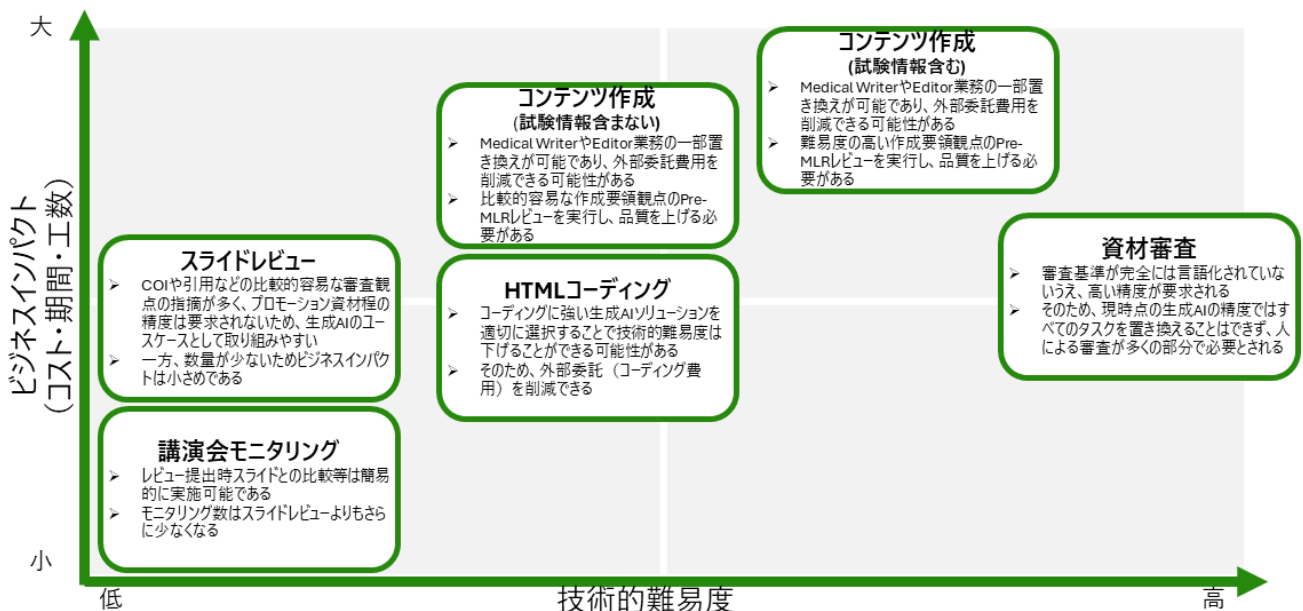 大
ビジネスインパクト
(コスト・期間・工数)
小
低
技術的難易度
高
コンテンツ作成
(試験情報含む)
➢ Medical WriterやEditor業務の一部置
き換えが可能であり、外部委託費用を
削減できる可能性がある
➢ 難易度の高い作成要領観点のPre-
MLRレビューを実行し、品質を上げる必
要がある
コンテンツ作成
(試験情報含まない)
➢ Medical WriterやEditor業務の一部置
き換えが可能であり、外部委託費用を
削減できる可能性がある
➢ 比較的容易な作成要領観点のPre-
MLRレビューを実行し、品質を上げる必
要がある
スライドレビュー
➢ COIや引用などの比較的容易な審査観
点の指摘が多く、プロモーション資材程の
精度は要求されないため、生成AIのユー
スケースとして取り組みやすい
➢ 一方、数量が少ないためビジネスインパク
トは小さめである
HTMLコーディング
➢ コーディングに強い生成AIソリューションを
適切に選択することで技術的難易度は
下げることができる可能性がある
➢ そのため、外部委託（コーディング費
用）を削減できる
資材審査
➢ 審査基準が完全には言語化されていな
いうえ、高い精度が要求される
➢ そのため、現時点の生成AIの精度ではす
べてのタスクを置き換えることはできず、人
による審査が多くの部分で必要とされる
講演会モニタリング
➢ レビュー提出時スライドとの比較等は簡易
的に実施可能である
➢ モニタリング数はスライドレビューよりもさら
に少なくなる